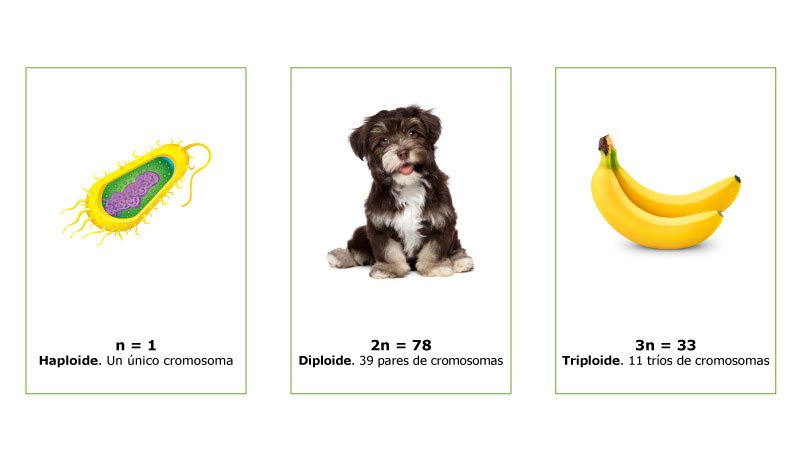 n = 1
Haploide. Un único cromosoma
2n = 78
Diploide. 39 pares de cromosomas
3n = 33
Triploide. 11 tríos de cromosomas